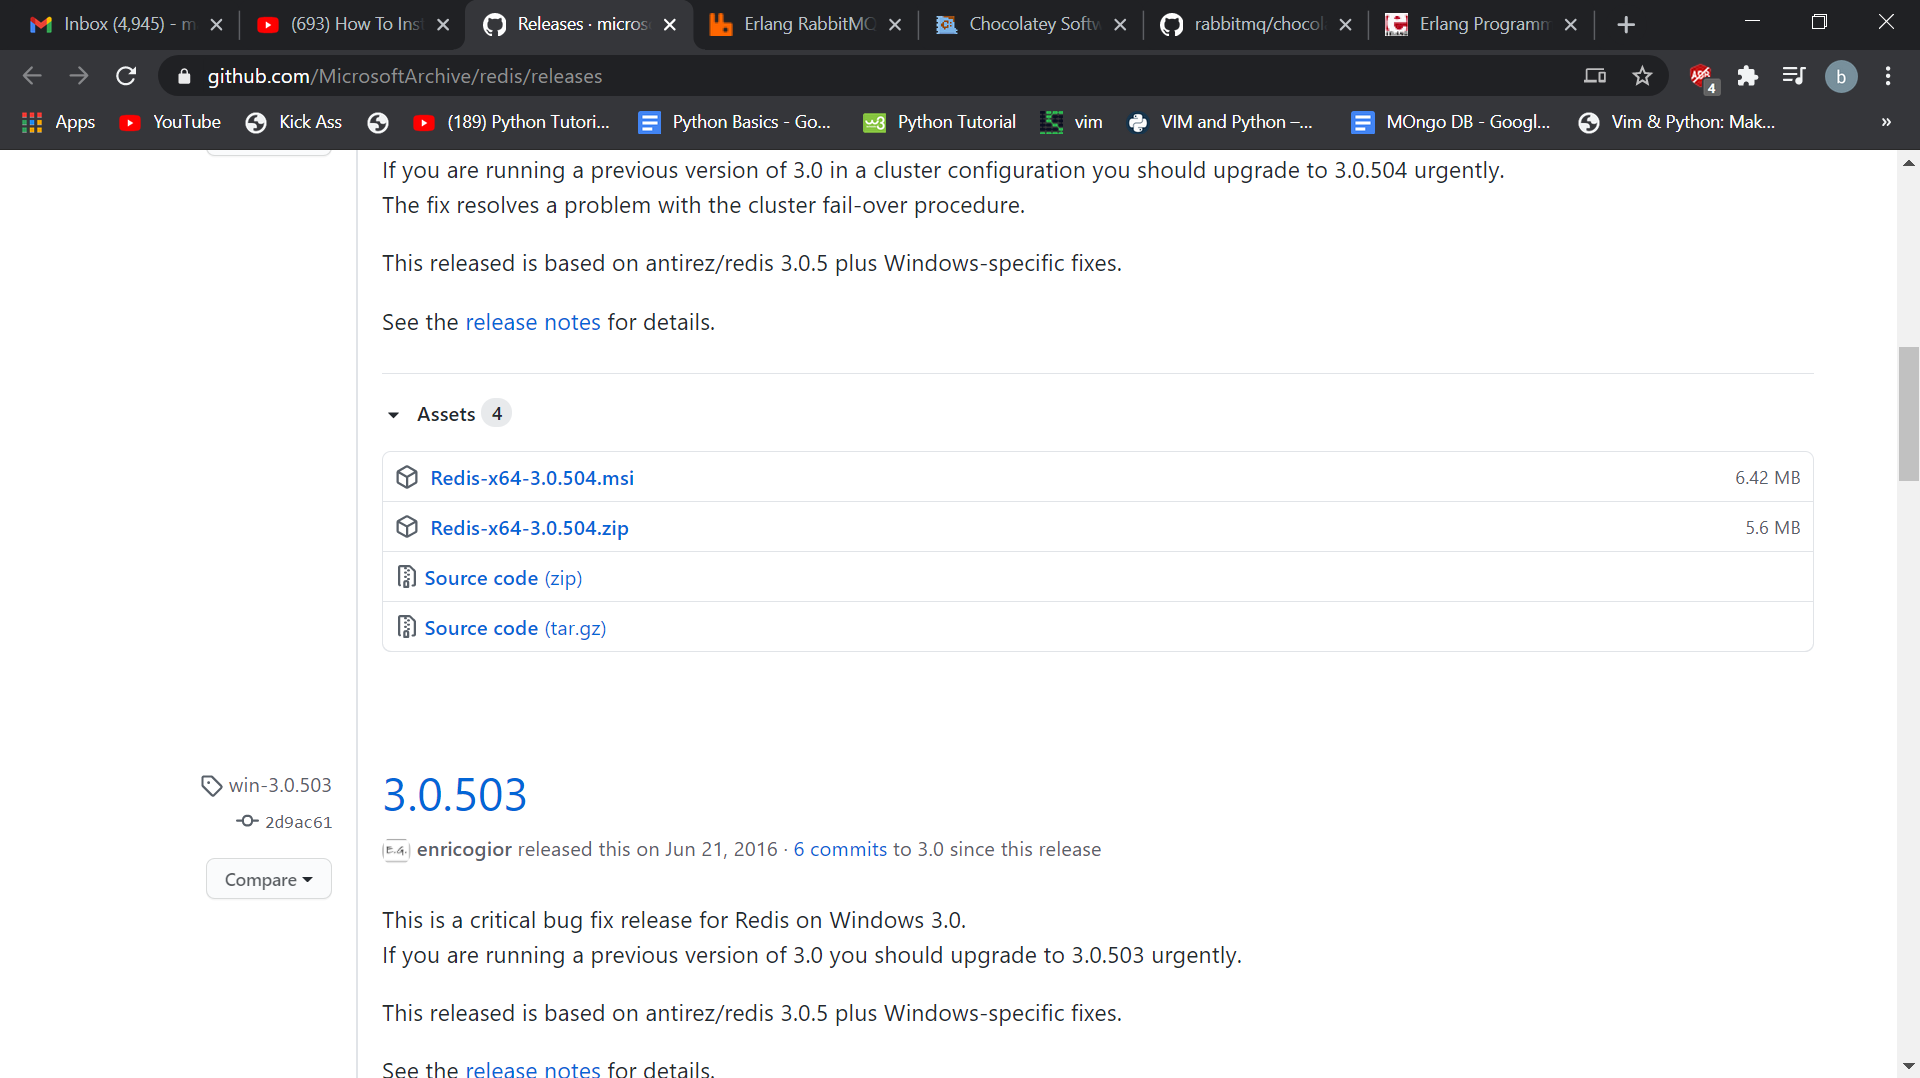 Inbox (4,945) - m
(693) How To Inst
Releases · micros
Erlang RabbitMQ
Chocolatey Softw
rabbitmq/chocol
Erlang Programm
github.com/MicrosoftArchive/redis/releases
4
b
Apps
YouTube
Kick Ass
(189) Python Tutori...
Python Basics - Go...
Python Tutorial
vim
VIM and Python –...
MOngo DB - Googl...
Vim & Python: Mak...
»
If you are running a previous version of 3.0 in a cluster configuration you should upgrade to 3.0.504 urgently.
The fix resolves a problem with the cluster fail-over procedure.
This released is based on antirez/redis 3.0.5 plus Windows-specific fixes.
See the release notes for details.
Assets 4
Redis-x64-3.0.504.msi 6.42 MB
Redis-x64-3.0.504.zip 5.6 MB
Source code (zip)
Source code (tar.gz)
win-3.0.503
2d9ac61
Compare
3.0.503
E.G. enricogior released this on Jun 21, 2016 · 6 commits to 3.0 since this release
This is a critical bug fix release for Redis on Windows 3.0.
If you are running a previous version of 3.0 you should upgrade to 3.0.503 urgently.
This released is based on antirez/redis 3.0.5 plus Windows-specific fixes.
See the release notes for details.